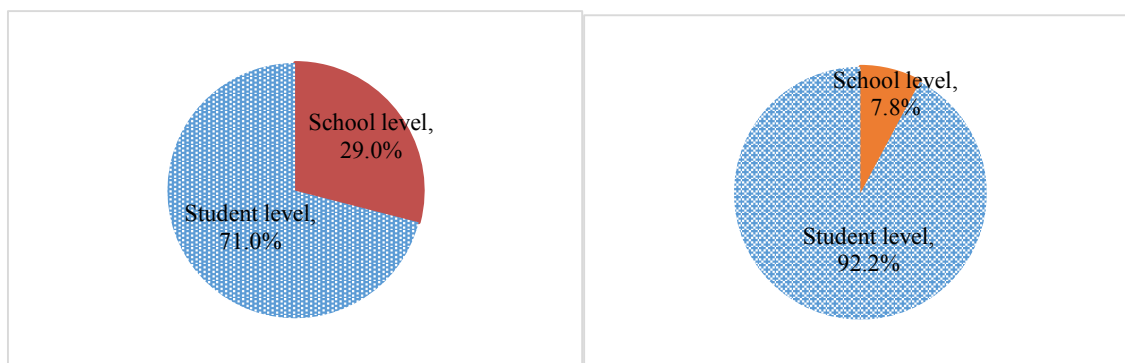 School level,
29.0%
Student level,
71.0%
School level,
7.8%
Student level,
92.2%